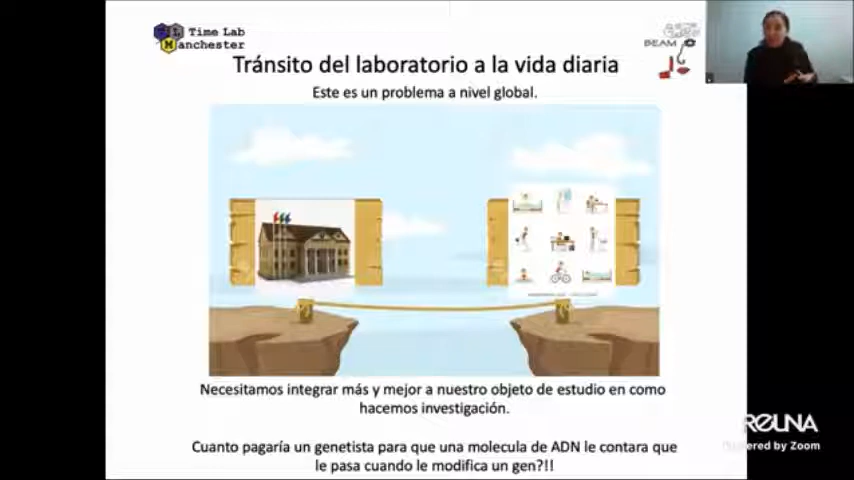 Time Lab
Manchester
BEAM
Tránsito del laboratorio a la vida diaria
Este es un problema a nivel global.
Necesitamos integrar más y mejor a nuestro objeto de estudio en como
hacemos investigación.
Cuanto pagaría un genetista para que una molecula de ADN le contara que
le pasa cuando le modifica un gen?!!
REUNA
Powered by Zoom